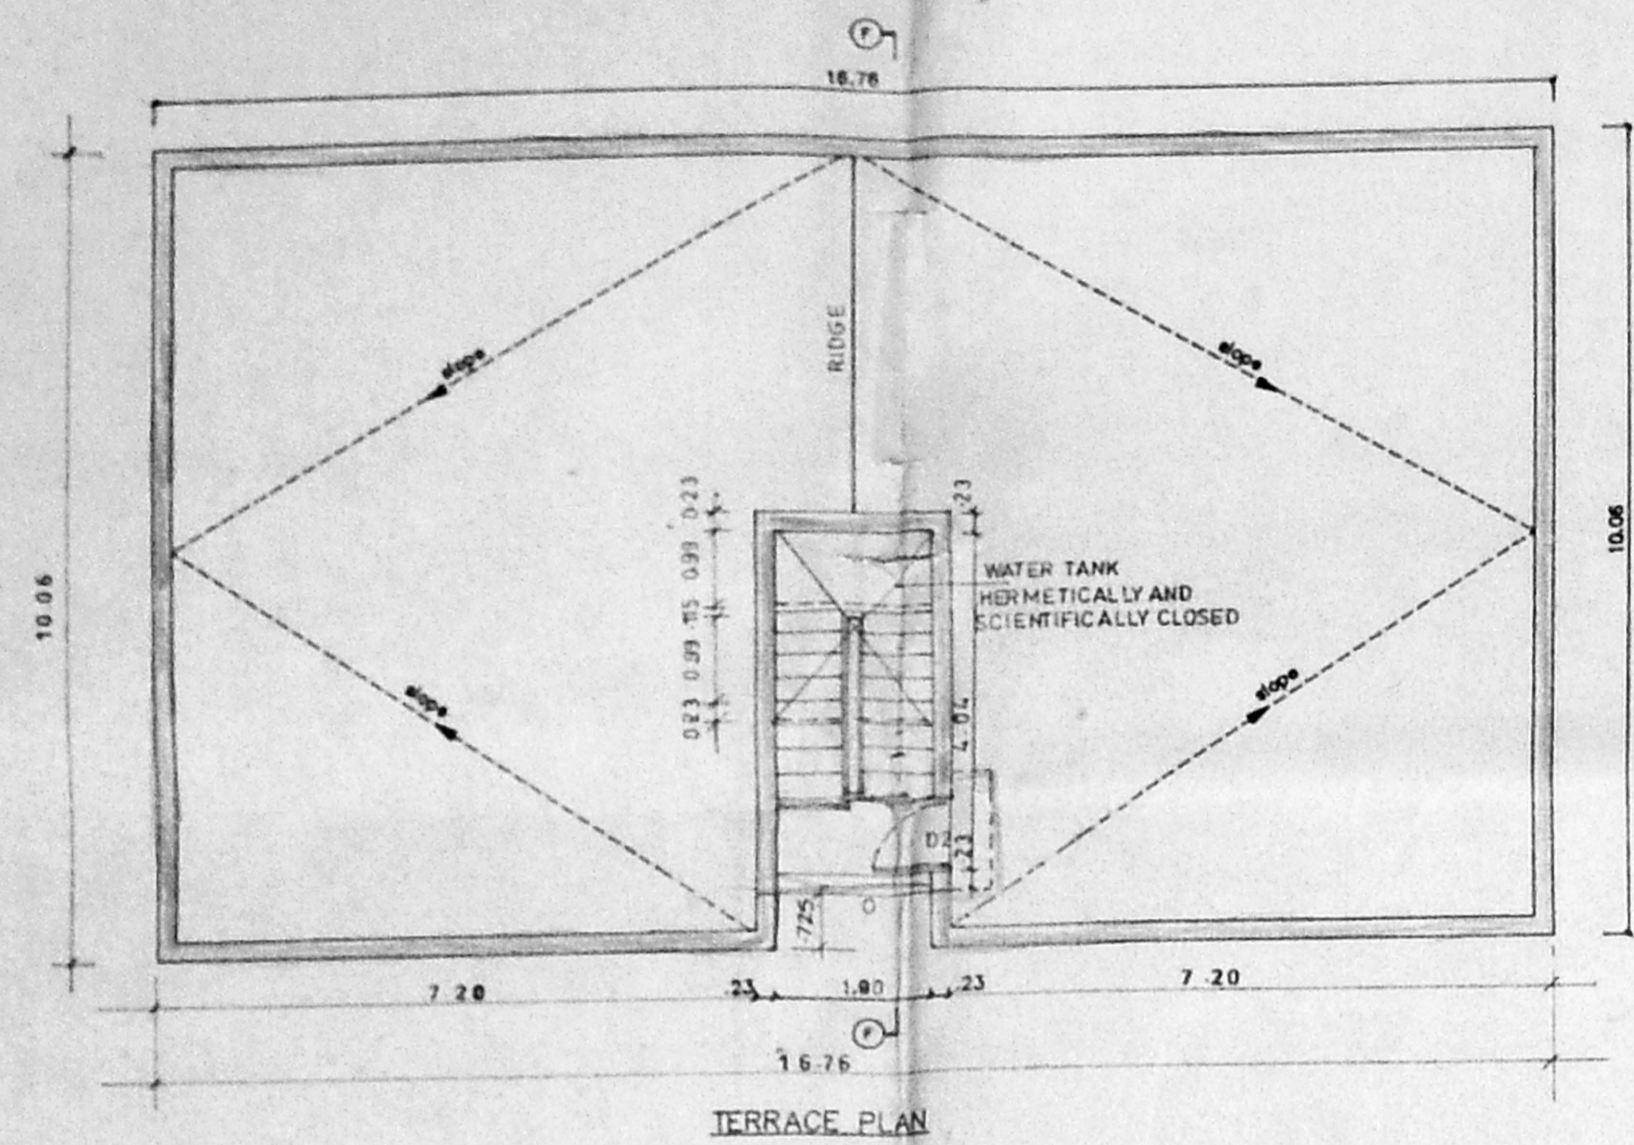 F
16.76
slope
slope
RIDGE
0.23
.23
0.99
WATER TANK
HERMETICALLY AND
SCIENTIFICALLY CLOSED
.115
10.06
10.06
0.99
slope
slope
0.23
4.04
D2
.23
.725
O
7.20
.23
1.80
.23
7.20
F
16.76
TERRACE PLAN